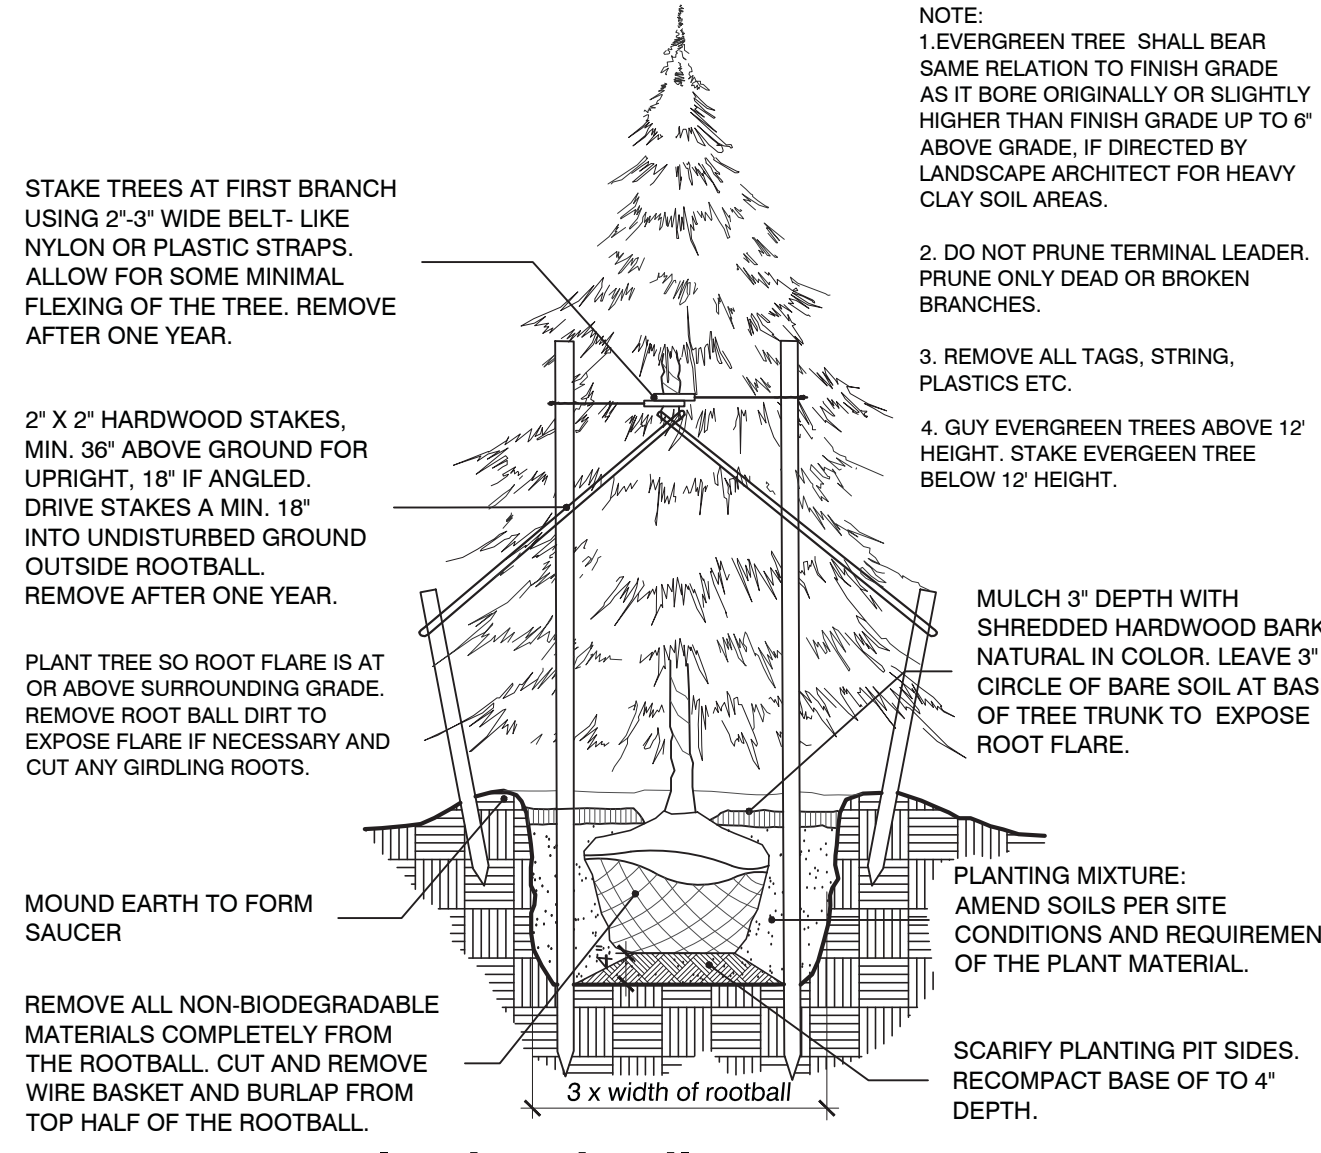 NOTE:
1.EVERGREEN TREE SHALL BEAR
SAME RELATION TO FINISH GRADE
AS IT BORE ORIGINALLY OR SLIGHTLY
HIGHER THAN FINISH GRADE UP TO 6"
ABOVE GRADE, IF DIRECTED BY
LANDSCAPE ARCHITECT FOR HEAVY
CLAY SOIL AREAS.
2. DO NOT PRUNE TERMINAL LEADER.
PRUNE ONLY DEAD OR BROKEN
BRANCHES.
3. REMOVE ALL TAGS, STRING,
PLASTICS ETC.
4. GUY EVERGREEN TREES ABOVE 12'
HEIGHT. STAKE EVERGEEN TREE
BELOW 12' HEIGHT.
STAKE TREES AT FIRST BRANCH
USING 2"-3" WIDE BELT- LIKE
NYLON OR PLASTIC STRAPS.
ALLOW FOR SOME MINIMAL
FLEXING OF THE TREE. REMOVE
AFTER ONE YEAR.
2" X 2" HARDWOOD STAKES,
MIN. 36" ABOVE GROUND FOR
UPRIGHT, 18" IF ANGLED.
DRIVE STAKES A MIN. 18"
INTO UNDISTURBED GROUND
OUTSIDE ROOTBALL.
REMOVE AFTER ONE YEAR.
PLANT TREE SO ROOT FLARE IS AT
OR ABOVE SURROUNDING GRADE.
REMOVE ROOT BALL DIRT TO
EXPOSE FLARE IF NECESSARY AND
CUT ANY GIRDLING ROOTS.
MOUND EARTH TO FORM
SAUCER
REMOVE ALL NON-BIODEGRADABLE
MATERIALS COMPLETELY FROM
THE ROOTBALL. CUT AND REMOVE
WIRE BASKET AND BURLAP FROM
TOP HALF OF THE ROOTBALL.
MULCH 3" DEPTH WITH
SHREDDED HARDWOOD BARK
NATURAL IN COLOR. LEAVE 3"
CIRCLE OF BARE SOIL AT BAS
OF TREE TRUNK TO EXPOSE
ROOT FLARE.
PLANTING MIXTURE:
AMEND SOILS PER SITE
CONDITIONS AND REQUIREMEN
OF THE PLANT MATERIAL.
SCARIFY PLANTING PIT SIDES.
RECOMPACT BASE OF TO 4"
DEPTH.
4"
3 x width of rootball